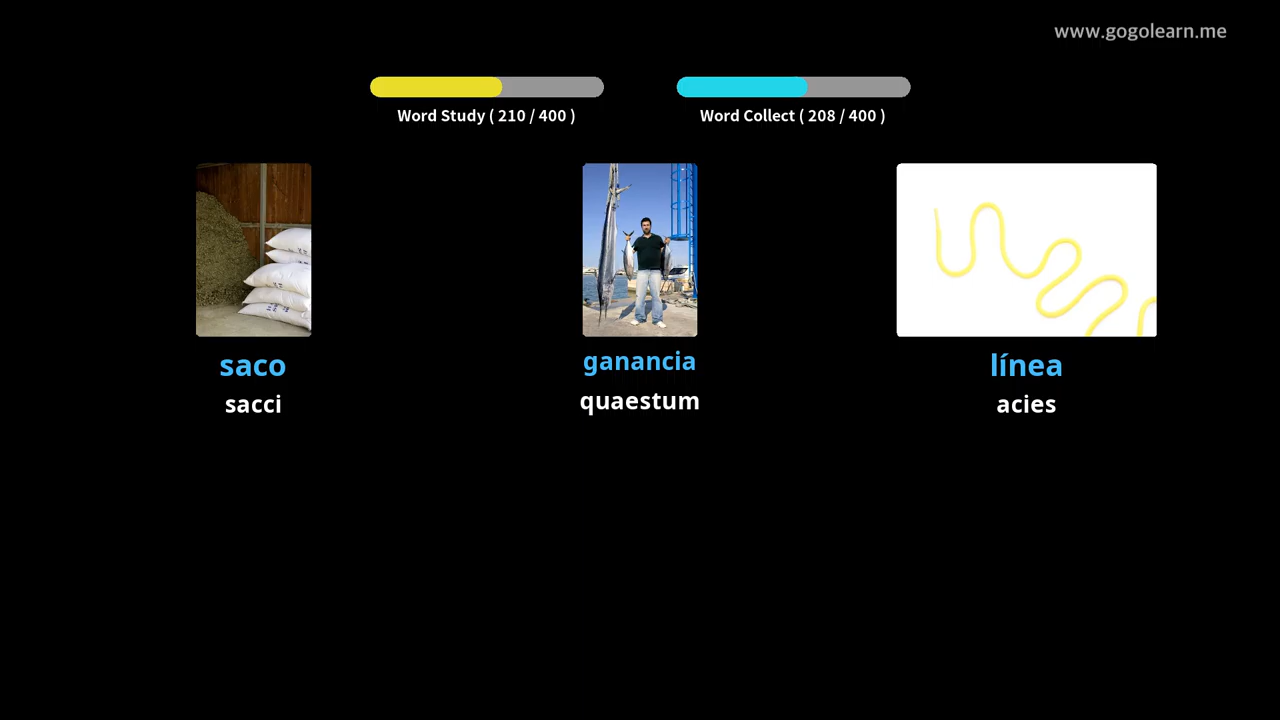 www.gogolearn.me
Word Study ( 210 / 400 )
Word Collect ( 208 / 400 )
saco
sacci
ganancia
quaestum
línea
acies